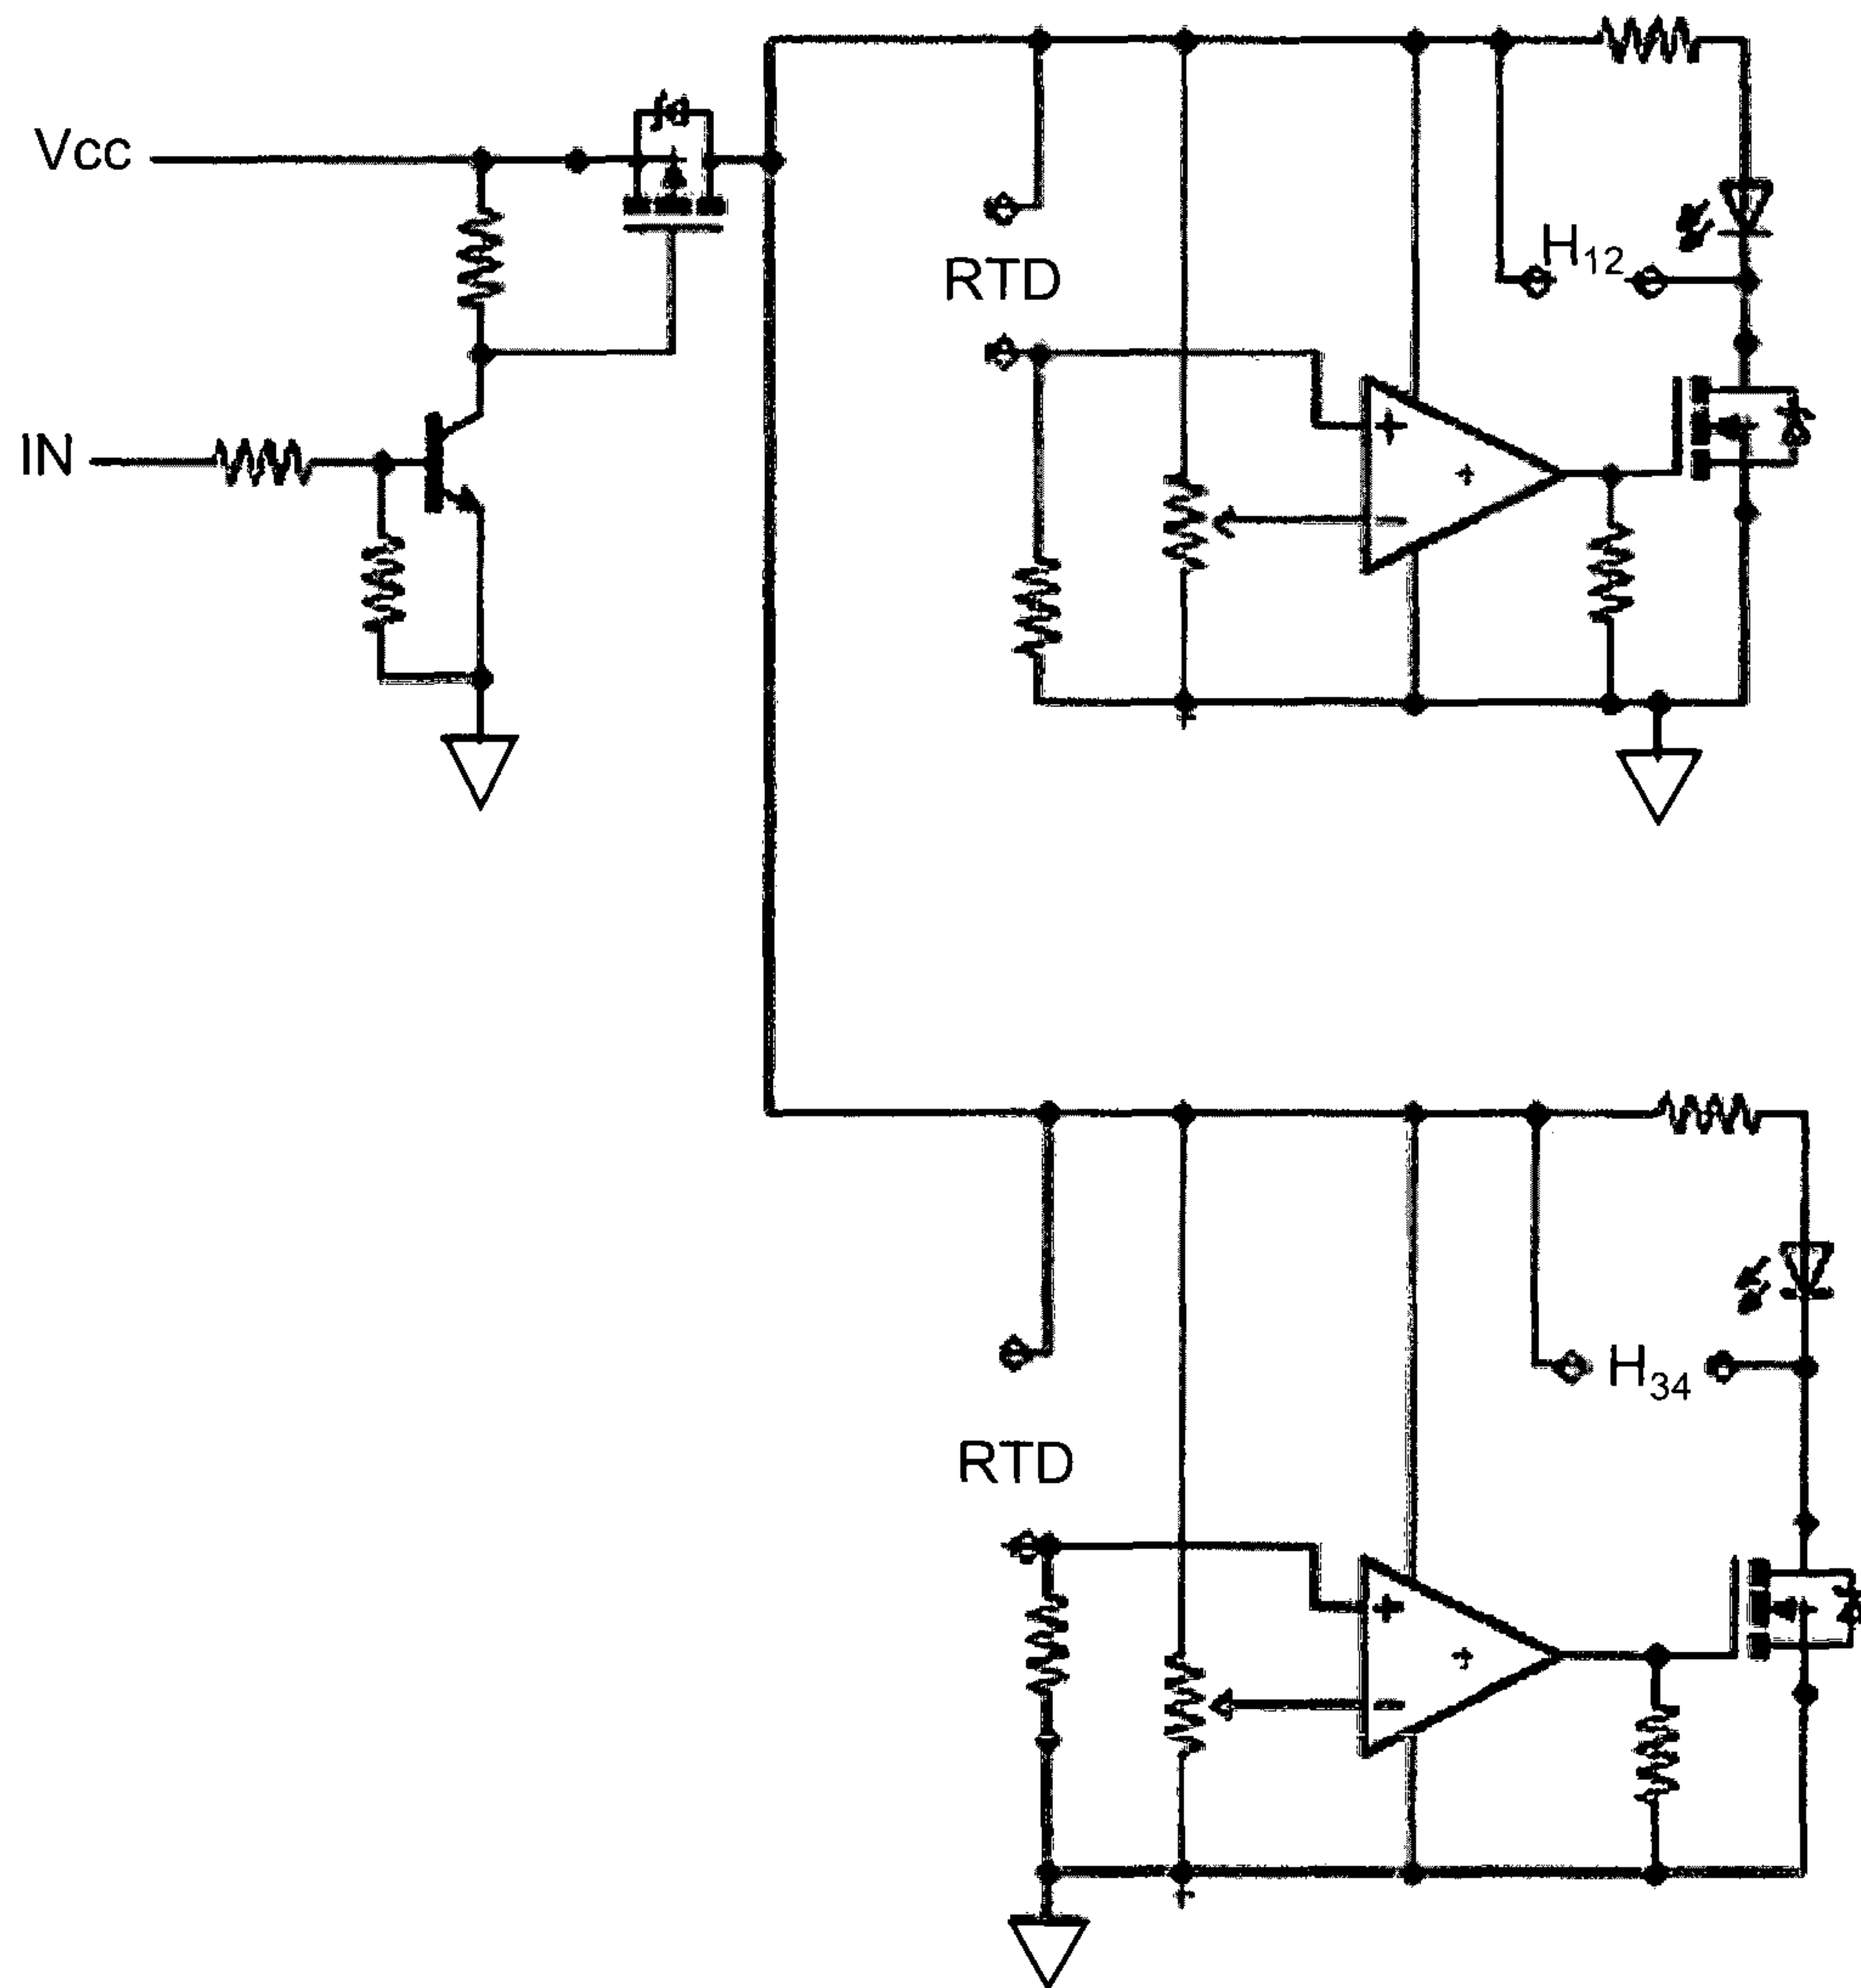 Vcc
IN
RTD
H₁₂
+
+
−
RTD
H₃₄
+
+
−